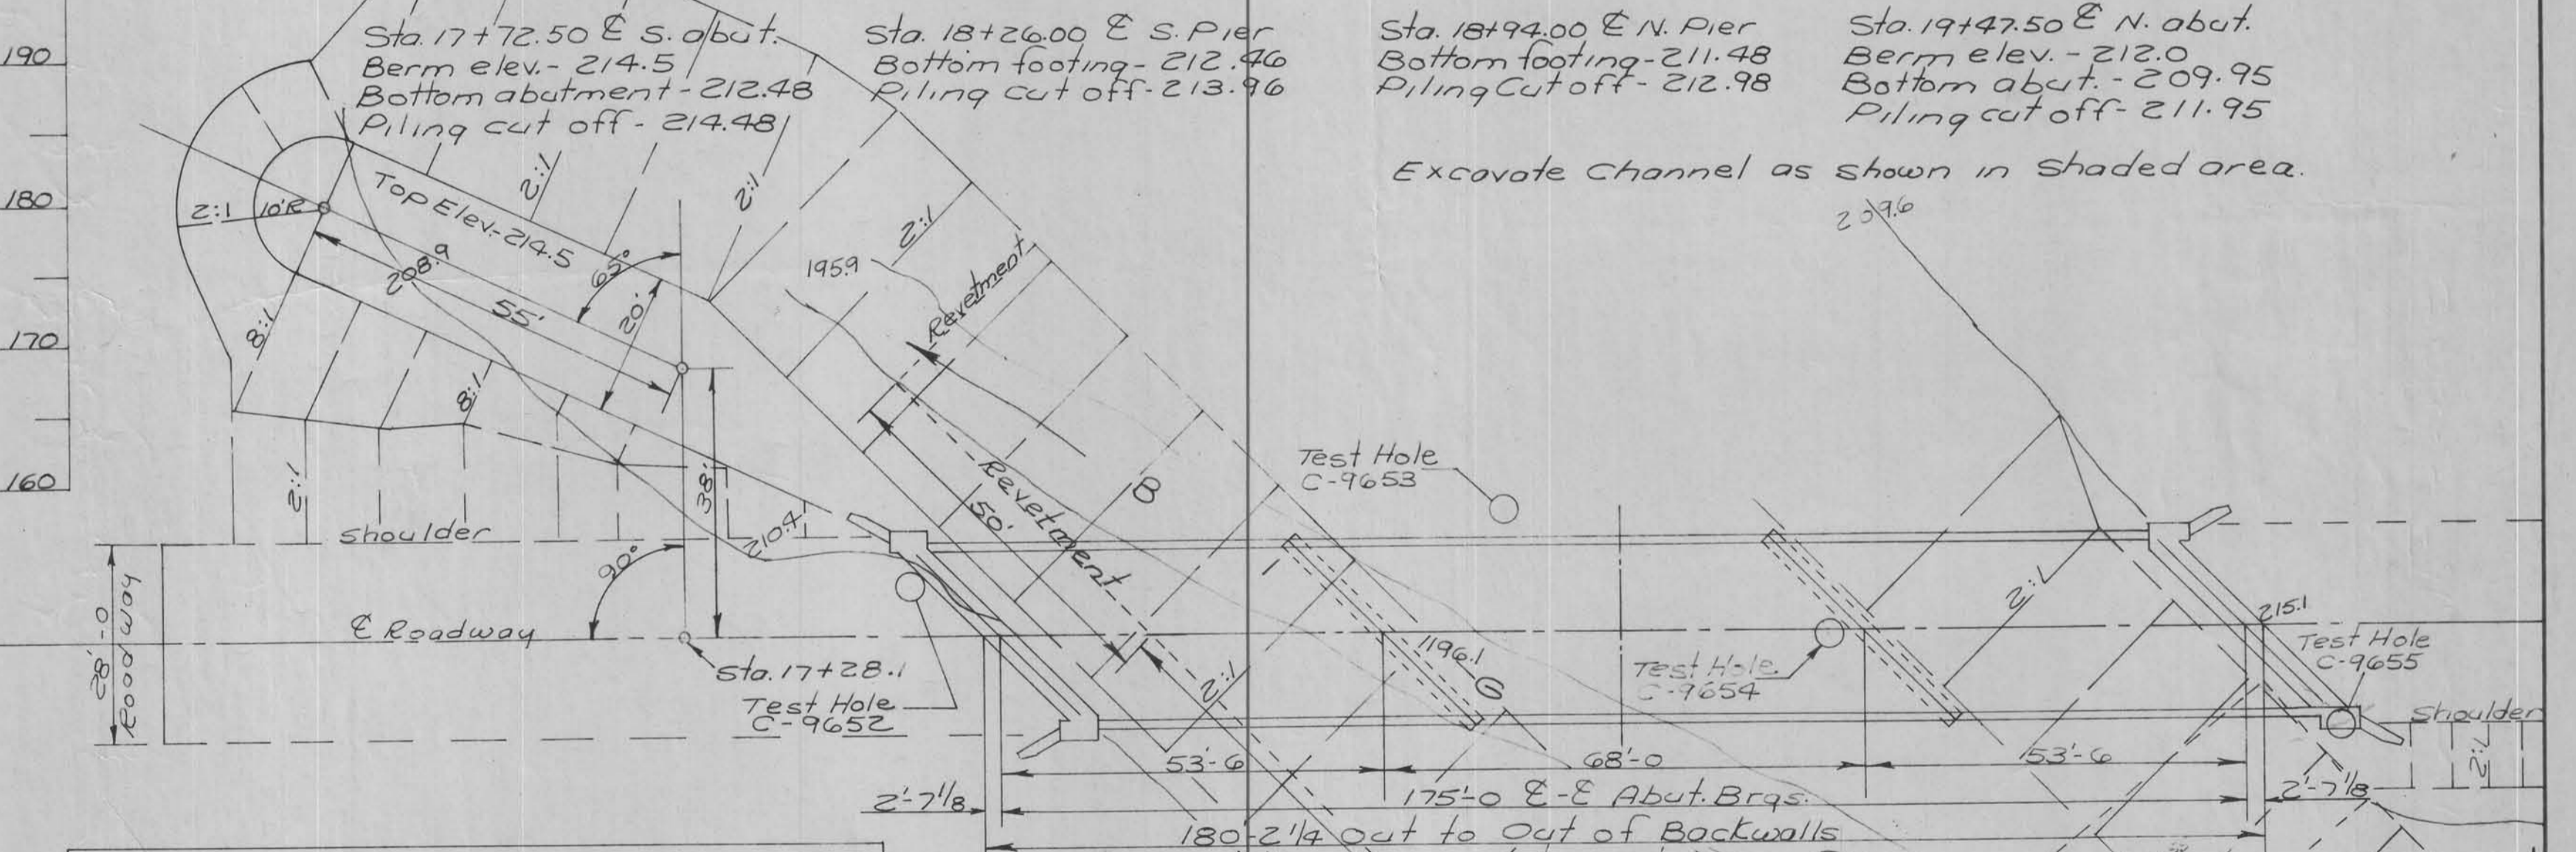 190
180
170
160
Sta. 17+72.50 ℄ S. abut.
Berm elev.- 214.5
Bottom abutment - 212.48
Piling cut off - 214.48
Sta. 18+26.00 ℄ S. Pier
Bottom footing - 212.46
Piling cut off - 213.96
Sta. 18+94.00 ℄ N. Pier
Bottom footing - 211.48
Piling Cut off - 212.98
Sta. 19+47.50 ℄ N. abut.
Berm elev. - 212.0
Bottom abut. - 209.95
Piling cut off - 211.95
Excavate Channel as shown in Shaded area.
209.6
2:1
10'R
Top Elev.- 214.5
2:1
2:1
2:1
208.9
55'
65°
20'
195.9
Revetment
8:1
8:1
2:1
38'
210.4
Shoulder
90°
Revetment
50'
B
Test Hole
C-9653
28'-0
Roadway
℄ Roadway
Sta. 17+28.1
Test Hole
C-9652
2:1
196.1
G
Test Hole
C-9654
2:1
215.1
Test Hole
C-9655
Shoulder
2:1
53'-6
68'-0
53'-6
2'-7 1/8
175'-0 ℄-℄ Abut. Brgs.
2'-7 1/8
180'-2 1/4 Out to Out of Backwalls